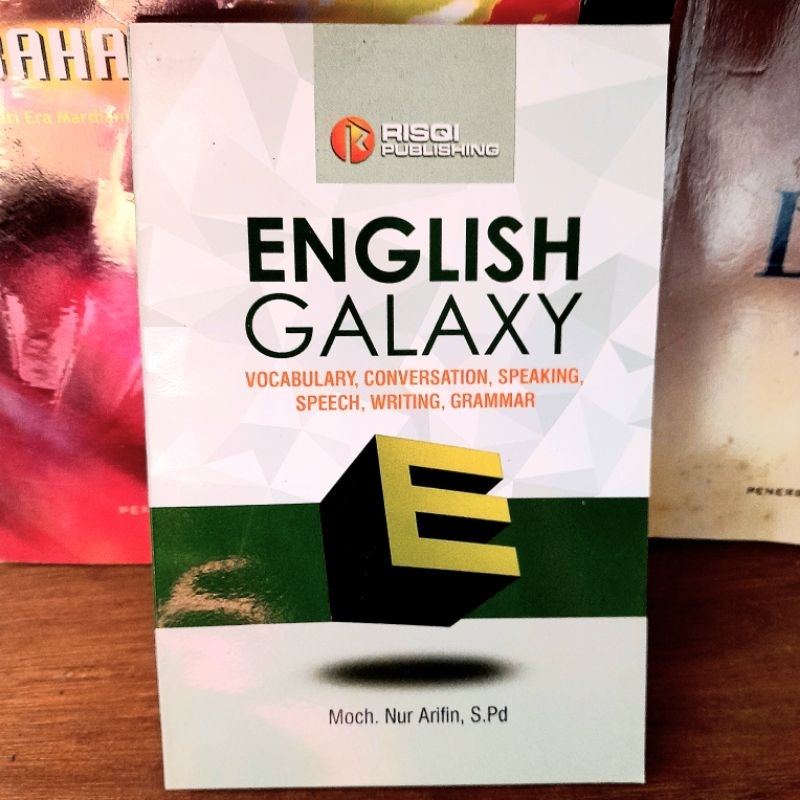 RISQI
PUBLISHING
ENGLISH
GALAXY
VOCABULARY, CONVERSATION, SPEAKING,
SPEECH, WRITING, GRAMMAR
E
Moch. Nur Arifin, S.Pd